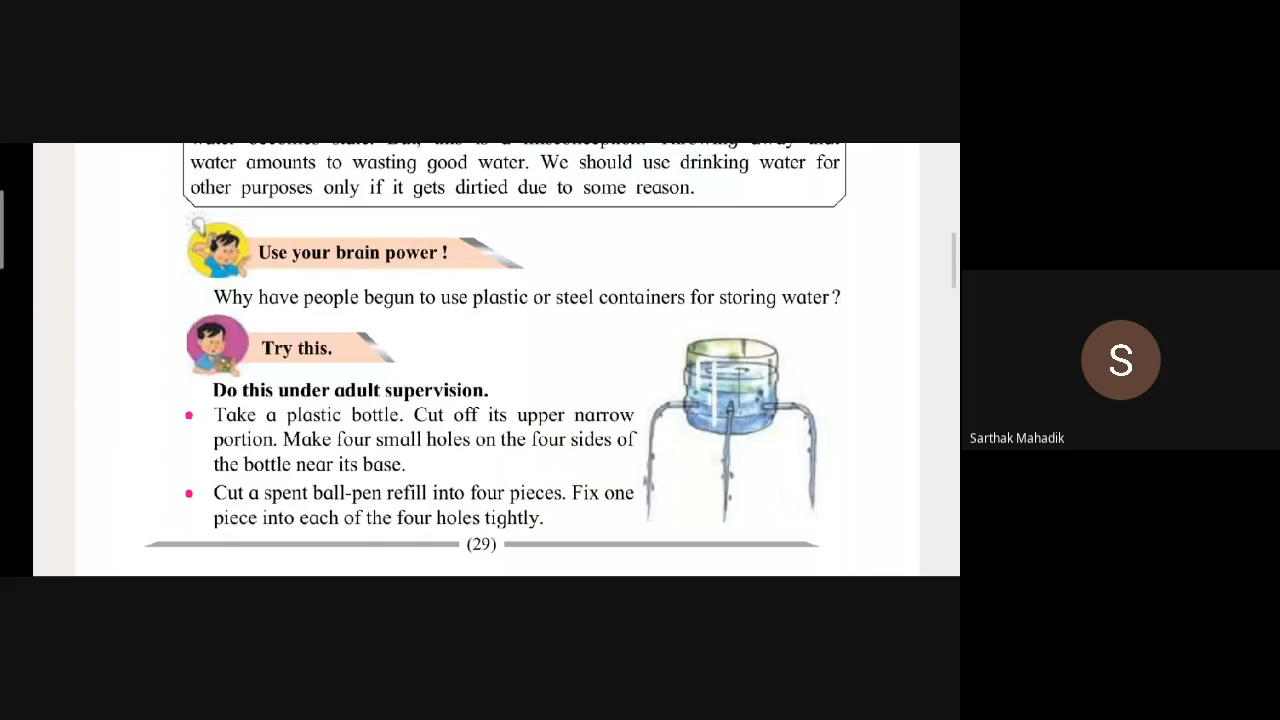 water amounts to wasting good water. We should use drinking water for
other purposes only if it gets dirtied due to some reason.
Use your brain power !
Why have people begun to use plastic or steel containers for storing water?
Try this.
Do this under adult supervision.
• Take a plastic bottle. Cut off its upper narrow
portion. Make four small holes on the four sides of
the bottle near its base.
• Cut a spent ball-pen refill into four pieces. Fix one
piece into each of the four holes tightly.
(29)
S
Sarthak Mahadik